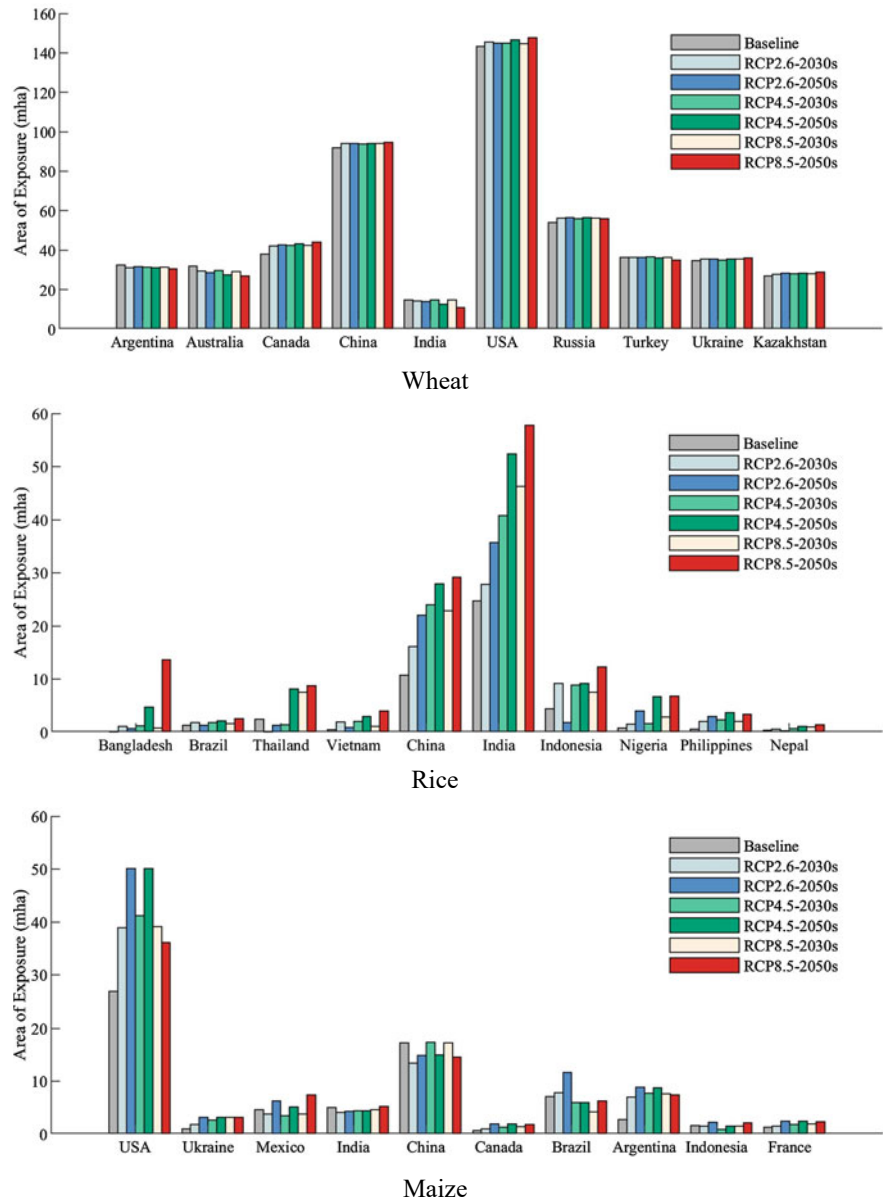 160
140
120
100
80
60
40
20
0
Area of Exposure (mha)
Baseline
RCP2.6-2030s
RCP2.6-2050s
RCP4.5-2030s
RCP4.5-2050s
RCP8.5-2030s
RCP8.5-2050s
Argentina Australia Canada China India USA Russia Turkey Ukraine Kazakhstan
Wheat
60
50
40
30
20
10
0
Area of Exposure (mha)
Baseline
RCP2.6-2030s
RCP2.6-2050s
RCP4.5-2030s
RCP4.5-2050s
RCP8.5-2030s
RCP8.5-2050s
Bangladesh Brazil Thailand Vietnam China India Indonesia Nigeria Philippines Nepal
Rice
60
50
40
30
20
10
0
Area of Exposure (mha)
Baseline
RCP2.6-2030s
RCP2.6-2050s
RCP4.5-2030s
RCP4.5-2050s
RCP8.5-2030s
RCP8.5-2050s
USA Ukraine Mexico India China Canada Brazil Argentina Indonesia France
Maize